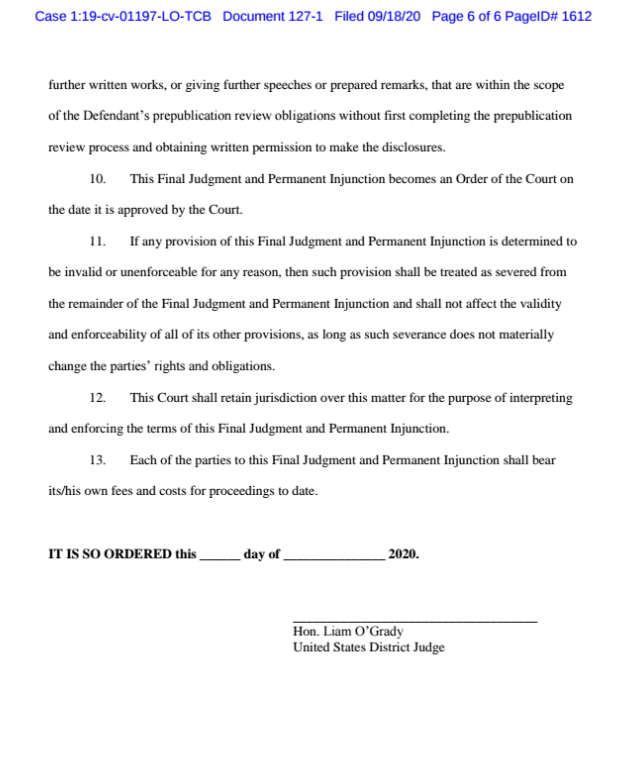 Case 1:19-cv-01197-LO-TCB Document 127-1 Filed 09/18/20 Page 6 of 6 PageID# 1612
further written works, or giving further speeches or prepared remarks, that are within the scope
of the Defendant’s prepublication review obligations without first completing the prepublication
review process and obtaining written permission to make the disclosures.
10. This Final Judgment and Permanent Injunction becomes an Order of the Court on
the date it is approved by the Court.
11. If any provision of this Final Judgment and Permanent Injunction is determined to
be invalid or unenforceable for any reason, then such provision shall be treated as severed from
the remainder of the Final Judgment and Permanent Injunction and shall not affect the validity
and enforceability of all of its other provisions, as long as such severance does not materially
change the parties’ rights and obligations.
12. This Court shall retain jurisdiction over this matter for the purpose of interpreting
and enforcing the terms of this Final Judgment and Permanent Injunction.
13. Each of the parties to this Final Judgment and Permanent Injunction shall bear
its/his own fees and costs for proceedings to date.
IT IS SO ORDERED this ______ day of _______________ 2020.
Hon. Liam O’Grady
United States District Judge